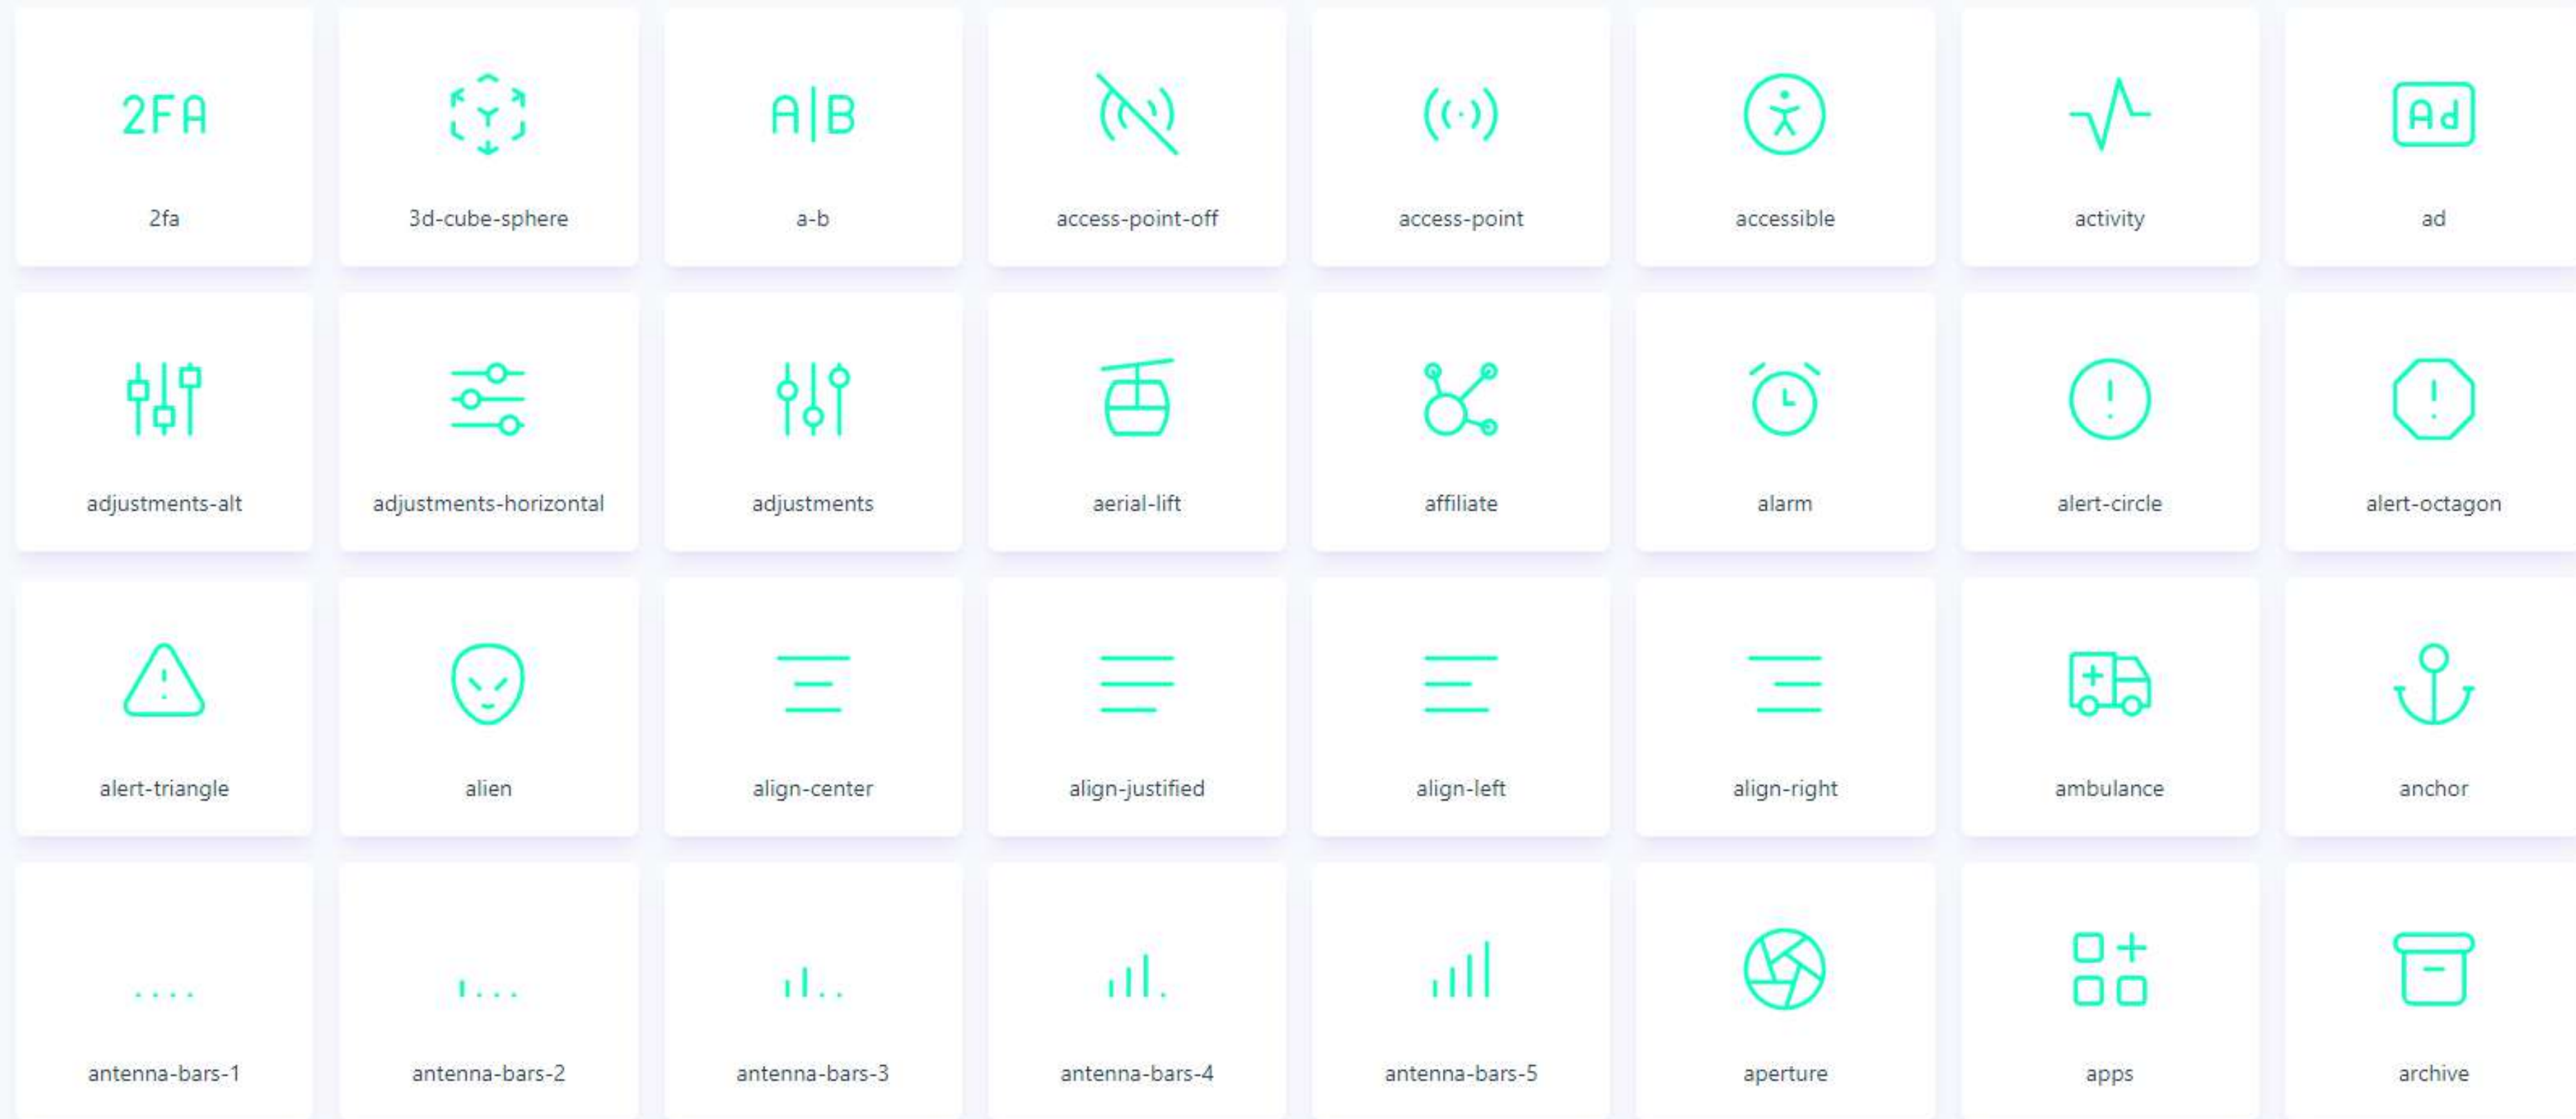 2FA
A|B
Ad
2fa
3d-cube-sphere
a-b
access-point-off
access-point
accessible
activity
ad
adjustments-alt
adjustments-horizontal
adjustments
aerial-lift
affiliate
alarm
alert-circle
alert-octagon
alert-triangle
alien
align-center
align-justified
align-left
align-right
ambulance
anchor
antenna-bars-1
antenna-bars-2
antenna-bars-3
antenna-bars-4
antenna-bars-5
aperture
apps
archive